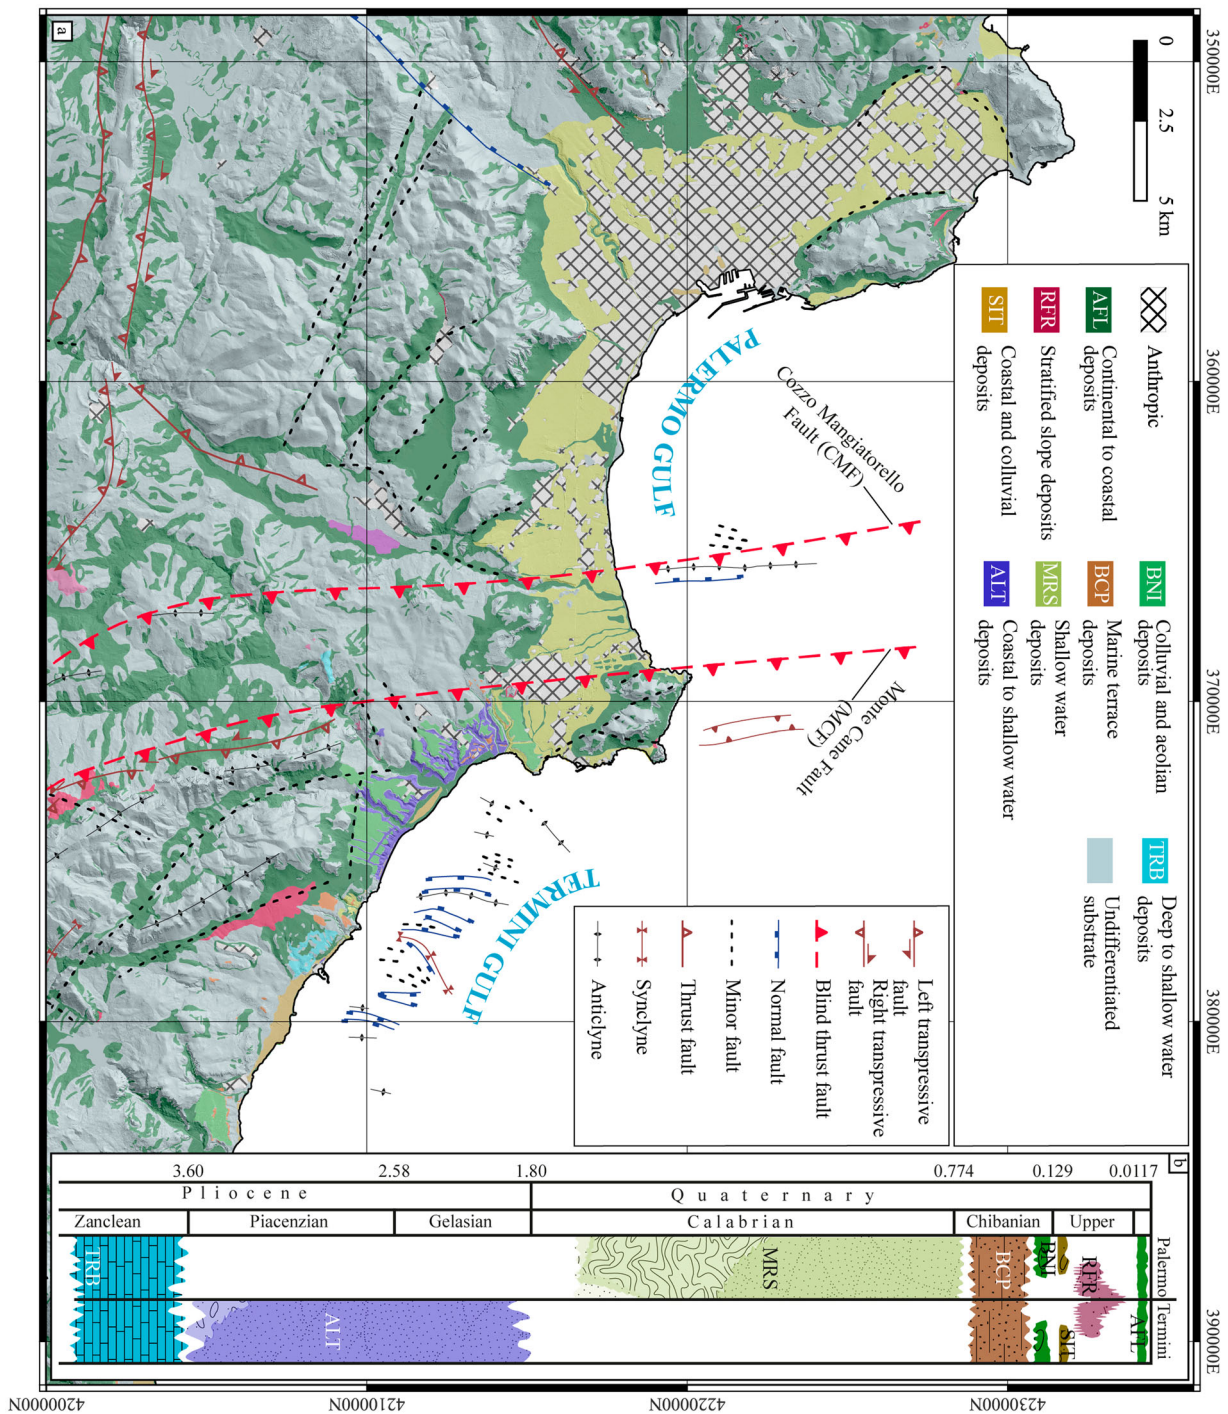 350000E
360000E
370000E
380000E
390000E
4200000N
4210000N
4220000N
4230000N
a
0
2.5
5 km
PALERMO GULF
TERMINI GULF
Cozzo Mangiatorello
Fault (CMF)
Monte Cane Fault
(MCF)
Anthropic
AFL
Continental to coastal
deposits
RFR
Stratified slope deposits
SIT
Coastal and colluvial
deposits
BNI
Colluvial and aeolian
deposits
BCP
Marine terrace
deposits
MRS
Shallow water
deposits
ALT
Coastal to shallow water
deposits
TRB
Deep to shallow water
deposits
Undifferentiated
substrate
Left transpressive
fault
Right transpressive
fault
Blind thrust fault
Normal fault
Minor fault
Thrust fault
Synclyne
Anticlyne
b
0.0117
0.129
0.774
1.80
2.58
3.60
Quaternary
Pliocene
Upper
Chibanian
Calabrian
Gelasian
Piacenzian
Zanclean
Palermo
Termini
AFL
RFR
SIT
BNI
BCP
MRS
ALT
TRB